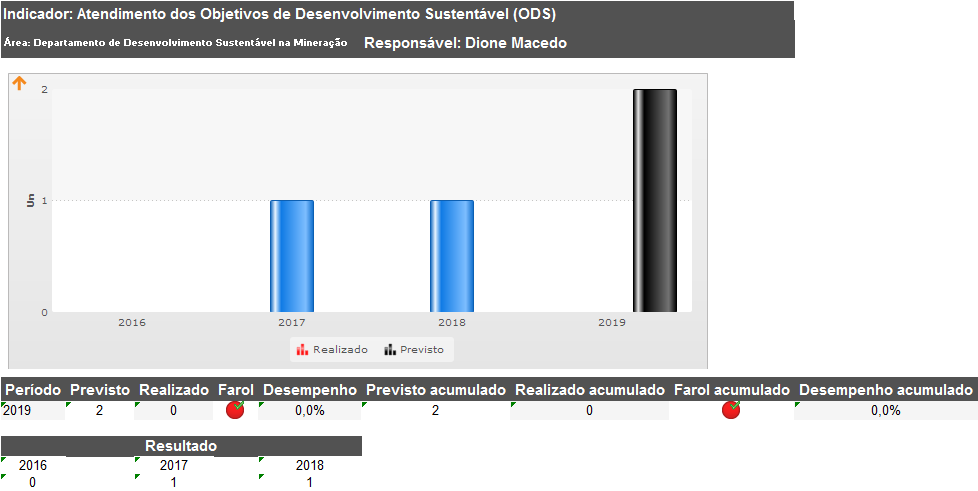 Indicador: Atendimento dos Objetivos de Desenvolvimento Sustentável (ODS)
Área: Departamento de Desenvolvimento Sustentável na Mineração Responsável: Dione Macedo
2
Un 1
0
2016 2017 2018 2019
Realizado Previsto
Período Previsto Realizado Farol Desempenho Previsto acumulado Realizado acumulado Farol acumulado Desempenho acumulado
2019 2 0 0,0% 2 0 0,0%
Resultado
2016 2017 2018
0 1 1